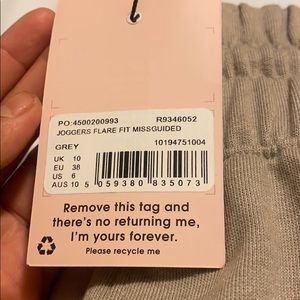 PO:4500200993 R9346052
JOGGERS FLARE FIT MISSGUIDED
GREY 10194751004
UK 10
EU 38
US 6
AUS 10
5 059380 835073
Remove this tag and
there's no returning me,
I'm yours forever.
Please recycle me